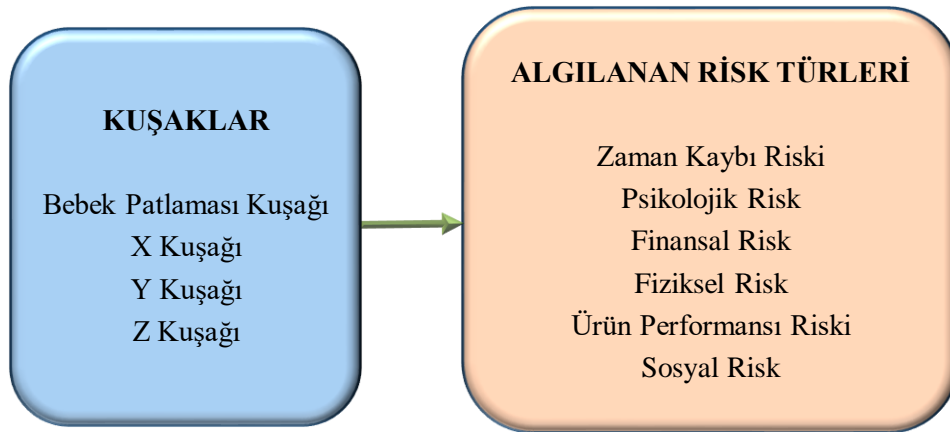 KUŞAKLAR
Bebek Patlaması Kuşağı
X Kuşağı
Y Kuşağı
Z Kuşağı
ALGILANAN RİSK TÜRLERİ
Zaman Kaybı Riski
Psikolojik Risk
Finansal Risk
Fiziksel Risk
Ürün Performansı Riski
Sosyal Risk